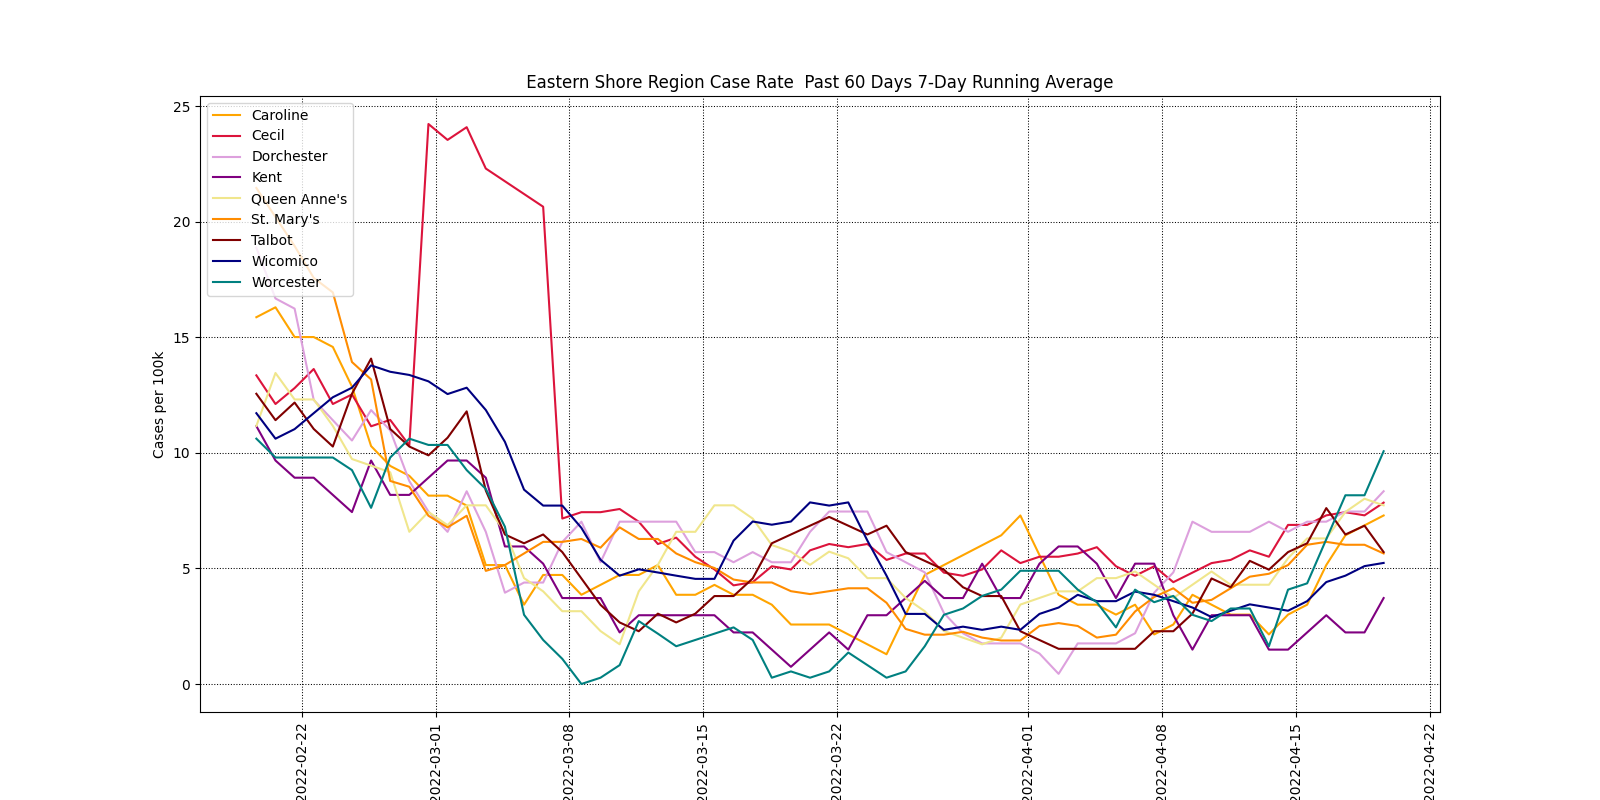 Eastern Shore Region Case Rate  Past 60 Days 7-Day Running Average
25
20
15
10
5
0
Cases per 100k
Caroline
Cecil
Dorchester
Kent
Queen Anne's
St. Mary's
Talbot
Wicomico
Worcester
2022-02-22
2022-03-01
2022-03-08
2022-03-15
2022-03-22
2022-04-01
2022-04-08
2022-04-15
2022-04-22